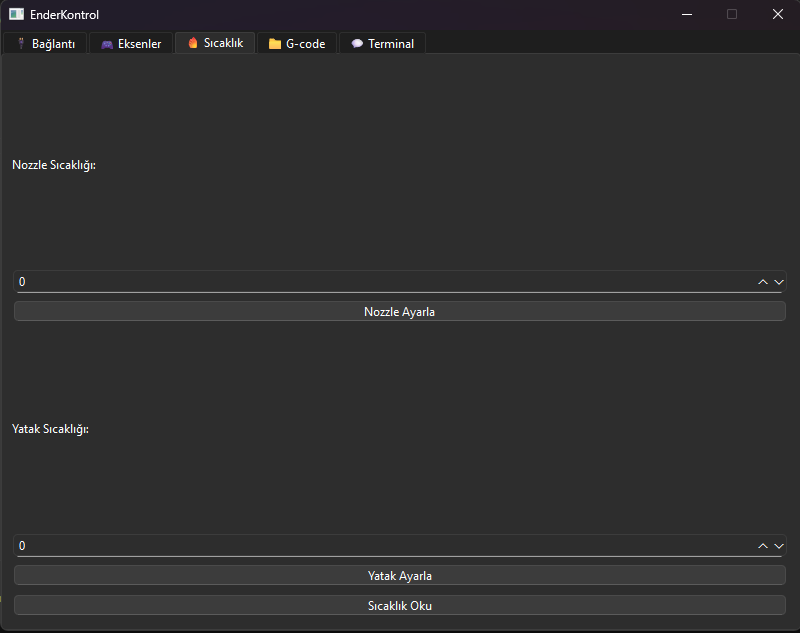 EnderKontrol
Bağlantı Eksenler Sıcaklık G-code Terminal
Nozzle Sıcaklığı:
0
Nozzle Ayarla
Yatak Sıcaklığı:
0
Yatak Ayarla
Sıcaklık Oku